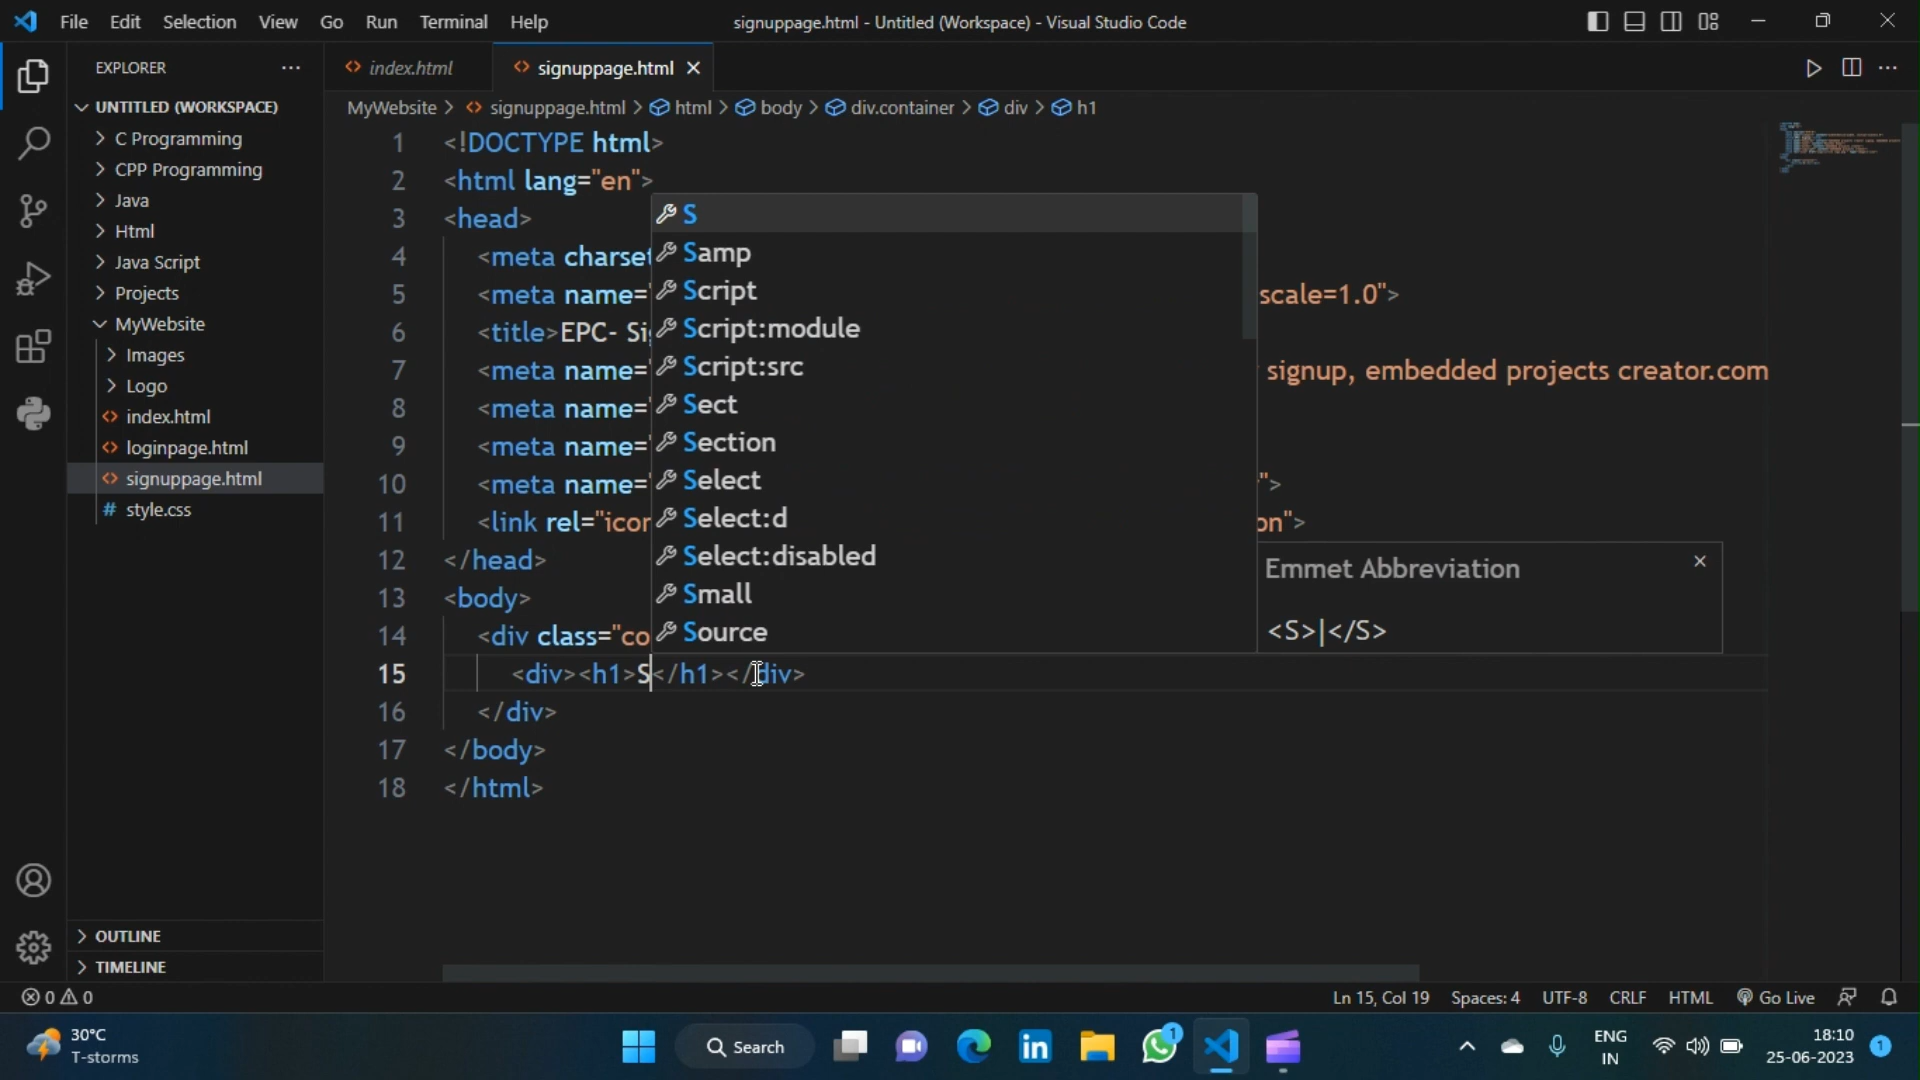 File Edit Selection View Go Run Terminal Help
signuppage.html - Untitled (Workspace) - Visual Studio Code
EXPLORER
index.html
signuppage.html
UNTITLED (WORKSPACE)
C Programming
CPP Programming
Java
Html
Java Script
Projects
MyWebsite
Images
Logo
index.html
loginpage.html
signuppage.html
# style.css
OUTLINE
TIMELINE
MyWebsite > signuppage.html > html > body > div.container > div > h1
1 <!DOCTYPE html>
2 <html lang="en">
3 <head>
4 <meta charset
5 <meta name=" scale=1.0">
6 <title>EPC- Si
7 <meta name=" signup, embedded projects creator.com
8 <meta name="
9 <meta name="
10 <meta name=" ">
11 <link rel="icon on">
12 </head>
13 <body>
14 <div class="co
15 <div><h1>S</h1></div>
16 </div>
17 </body>
18 </html>
S
Samp
Script
Script:module
Script:src
Sect
Section
Select
Select:d
Select:disabled
Small
Source
Emmet Abbreviation
<S>|</S>
0 0
Ln 15, Col 19 Spaces: 4 UTF-8 CRLF HTML Go Live
30°C
T-storms
Search
in
1
ENG
IN
18:10
25-06-2023
1